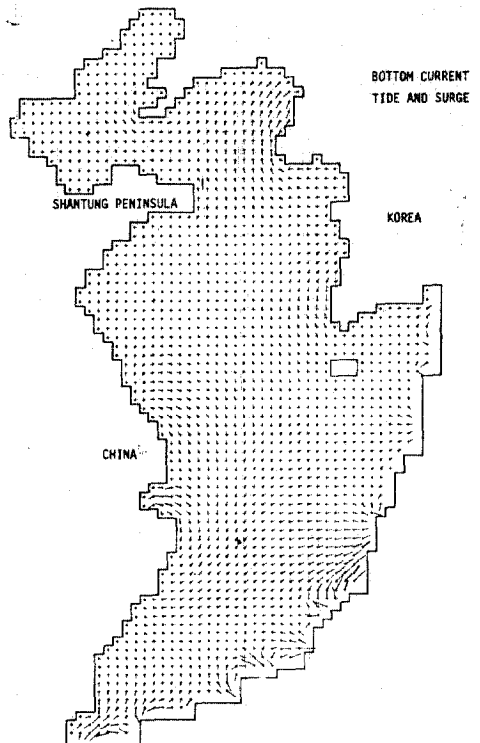 BOTTOM CURRENT
TIDE AND SURGE
SHANTUNG PENINSULA
KOREA
CHINA